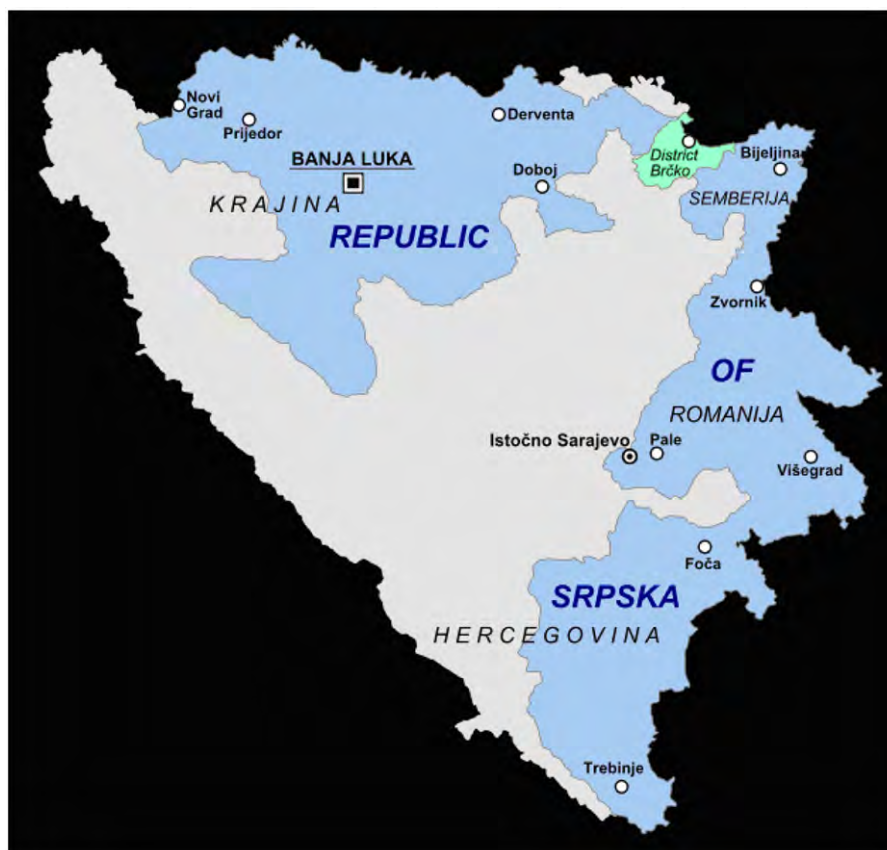 Novi
Grad
Prijedor
Derventa
BANJA LUKA
Doboj
District
Brčko
Bijeljina
KRAJINA
SEMBERIJA
REPUBLIC
Zvornik
OF
ROMANIJA
Istočno Sarajevo
Pale
Višegrad
Foča
SRPSKA
HERCEGOVINA
Trebinje